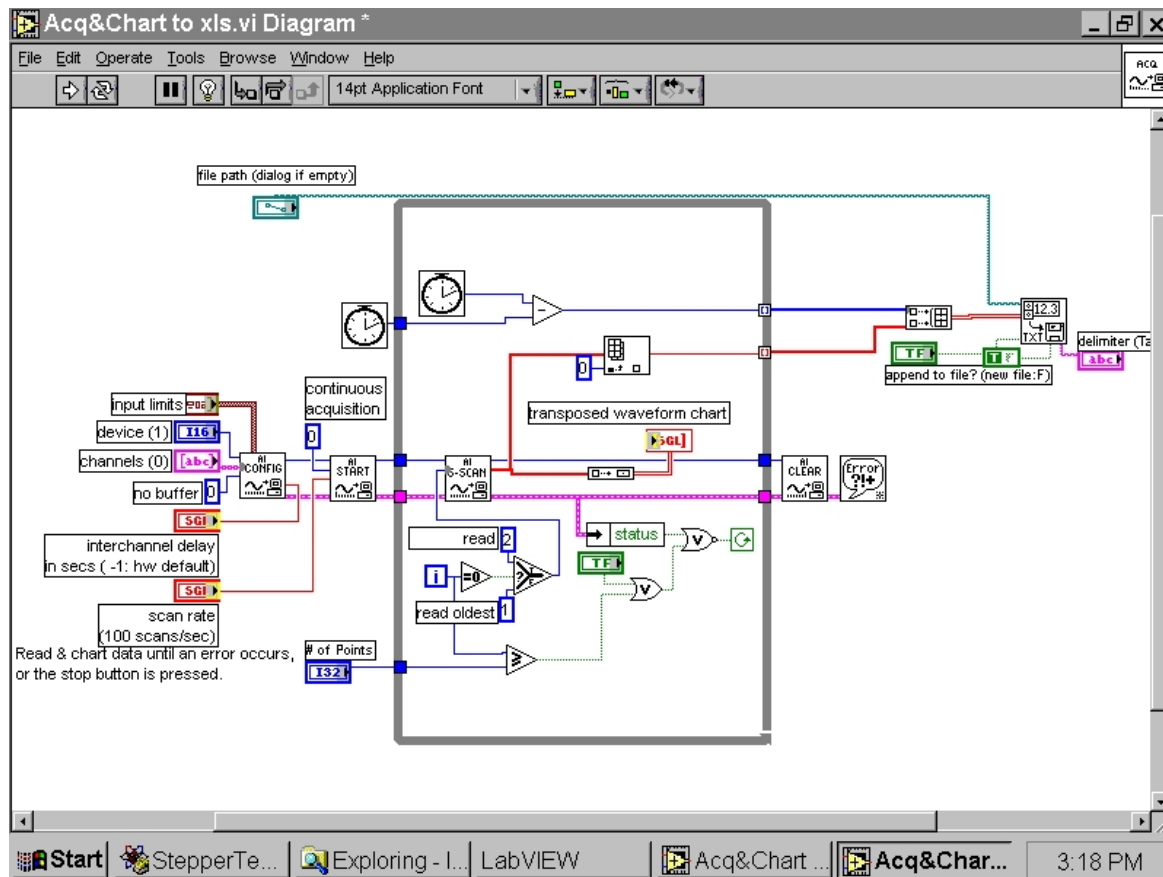 Acq&Chart to xls.vi Diagram *
File Edit Operate Tools Browse Window Help
ACQ
14pt Application Font
file path (dialog if empty)
12.3
TXT
delimiter (Ta
abc
TF
T F
append to file? (new file:F)
continuous
acquisition
0
0
transposed waveform chart
SGL]
input limits
device (1)
I16
channels (0)
[abc]
no buffer
0
AI
CONFIG
AI
START
AI
S-SCAN
AI
CLEAR
Error
?!+
SGL
interchannel delay
in secs ( -1: hw default)
SGL
scan rate
(100 scans/sec)
read
2
i
=0
?
T
F
read oldest
1
status
TF
V
V
Read & chart data until an error occurs,
or the stop button is pressed.
# of Points
I32
≥
Start
StepperTe...
Exploring - I...
LabVIEW
Acq&Chart ...
Acq&Char...
3:18 PM